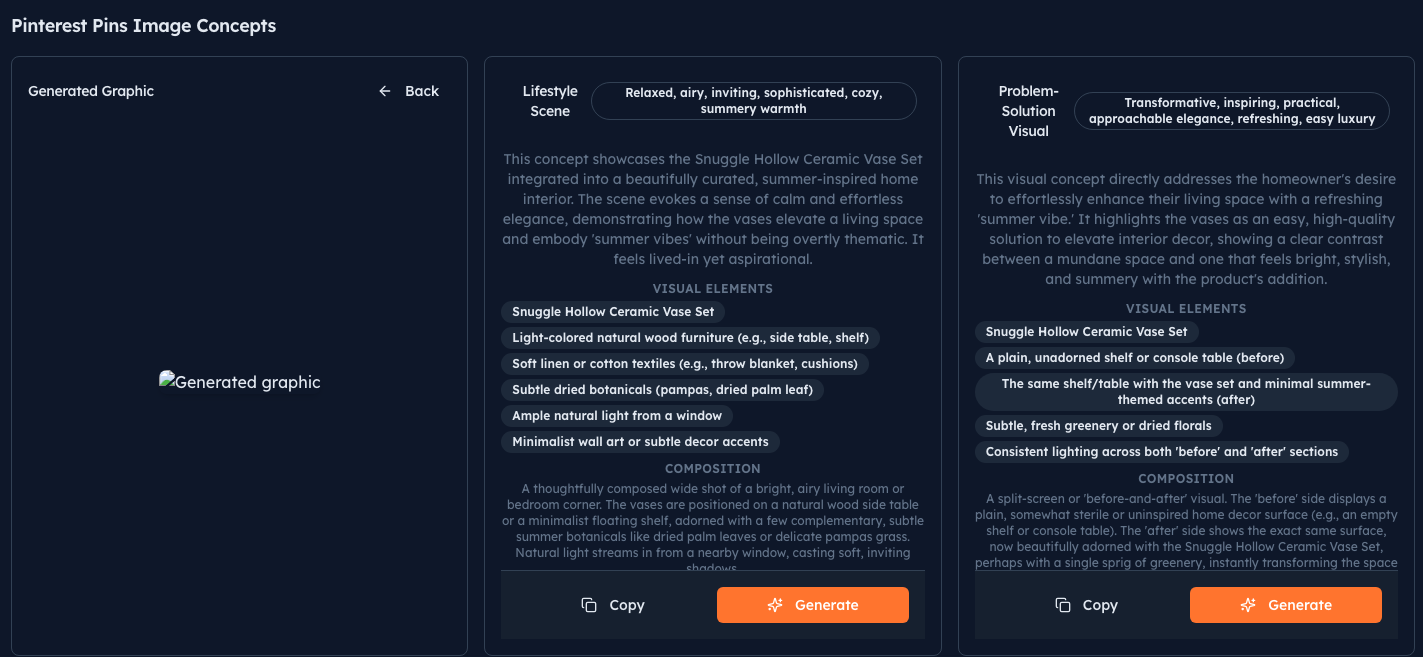 Pinterest Pins Image Concepts
Generated Graphic
Back
Generated graphic
Lifestyle
Scene
Relaxed, airy, inviting, sophisticated, cozy,
summery warmth
This concept showcases the Snuggle Hollow Ceramic Vase Set
integrated into a beautifully curated, summer-inspired home
interior. The scene evokes a sense of calm and effortless
elegance, demonstrating how the vases elevate a living space
and embody 'summer vibes' without being overtly thematic. It
feels lived-in yet aspirational.
VISUAL ELEMENTS
Snuggle Hollow Ceramic Vase Set
Light-colored natural wood furniture (e.g., side table, shelf)
Soft linen or cotton textiles (e.g., throw blanket, cushions)
Subtle dried botanicals (pampas, dried palm leaf)
Ample natural light from a window
Minimalist wall art or subtle decor accents
COMPOSITION
A thoughtfully composed wide shot of a bright, airy living room or
bedroom corner. The vases are positioned on a natural wood side table
or a minimalist floating shelf, adorned with a few complementary, subtle
summer botanicals like dried palm leaves or delicate pampas grass.
Natural light streams in from a nearby window, casting soft, inviting
shadows.
Copy
Generate
Problem-
Solution
Visual
Transformative, inspiring, practical,
approachable elegance, refreshing, easy luxury
This visual concept directly addresses the homeowner's desire
to effortlessly enhance their living space with a refreshing
'summer vibe.' It highlights the vases as an easy, high-quality
solution to elevate interior decor, showing a clear contrast
between a mundane space and one that feels bright, stylish,
and summery with the product's addition.
VISUAL ELEMENTS
Snuggle Hollow Ceramic Vase Set
A plain, unadorned shelf or console table (before)
The same shelf/table with the vase set and minimal summer-
themed accents (after)
Subtle, fresh greenery or dried florals
Consistent lighting across both 'before' and 'after' sections
COMPOSITION
A split-screen or 'before-and-after' visual. The 'before' side displays a
plain, somewhat sterile or uninspired home decor surface (e.g., an empty
shelf or console table). The 'after' side shows the exact same surface,
now beautifully adorned with the Snuggle Hollow Ceramic Vase Set,
perhaps with a single sprig of greenery, instantly transforming the space
Copy
Generate